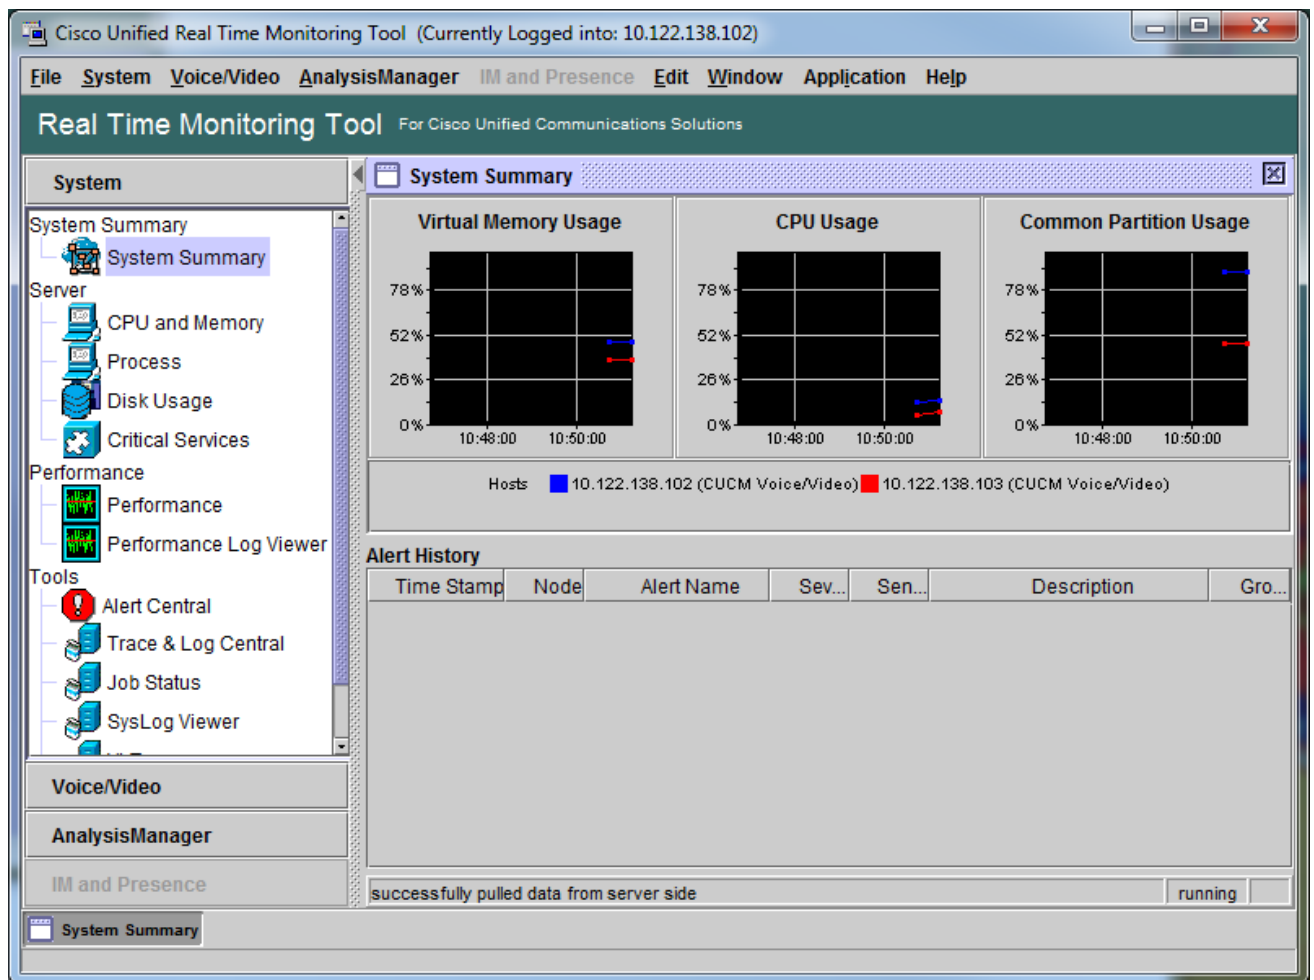 Cisco Unified Real Time Monitoring Tool (Currently Logged into: 10.122.138.102)
File System Voice/Video AnalysisManager IM and Presence Edit Window Application Help
Real Time Monitoring Tool For Cisco Unified Communications Solutions
System
System Summary
System Summary
Server
CPU and Memory
Process
Disk Usage
Critical Services
Performance
Performance
Performance Log Viewer
Tools
Alert Central
Trace & Log Central
Job Status
SysLog Viewer
Voice/Video
AnalysisManager
IM and Presence
System Summary
Virtual Memory Usage
78%
52%
26%
0%
10:48:00 10:50:00
CPU Usage
78%
52%
26%
0%
10:48:00 10:50:00
Common Partition Usage
78%
52%
26%
0%
10:48:00 10:50:00
Hosts 10.122.138.102 (CUCM Voice/Video) 10.122.138.103 (CUCM Voice/Video)
Alert History
Time Stamp Node Alert Name Sev... Sen... Description Gro...
successfully pulled data from server side running
System Summary